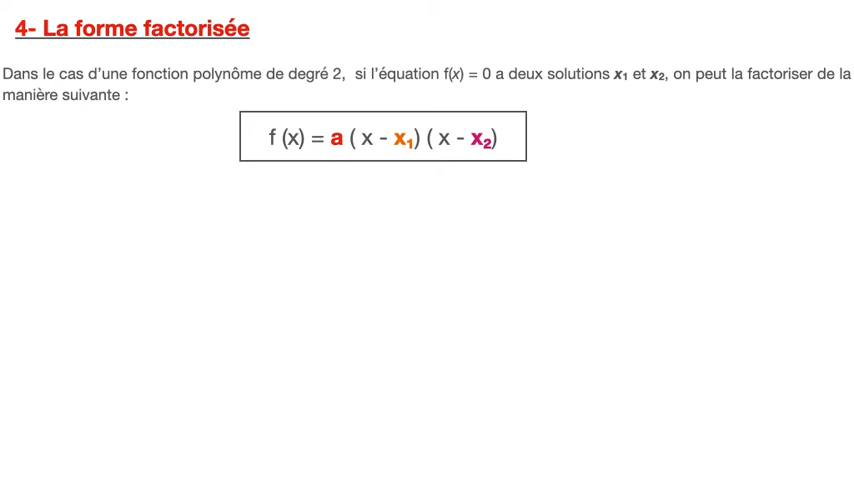 4- La forme factorisée
Dans le cas d'une fonction polynôme de degré 2,  si l'équation f(x) = 0 a deux solutions x₁ et x₂, on peut la factoriser de la
manière suivante :
f (x) = a ( x - x₁) ( x - x₂)